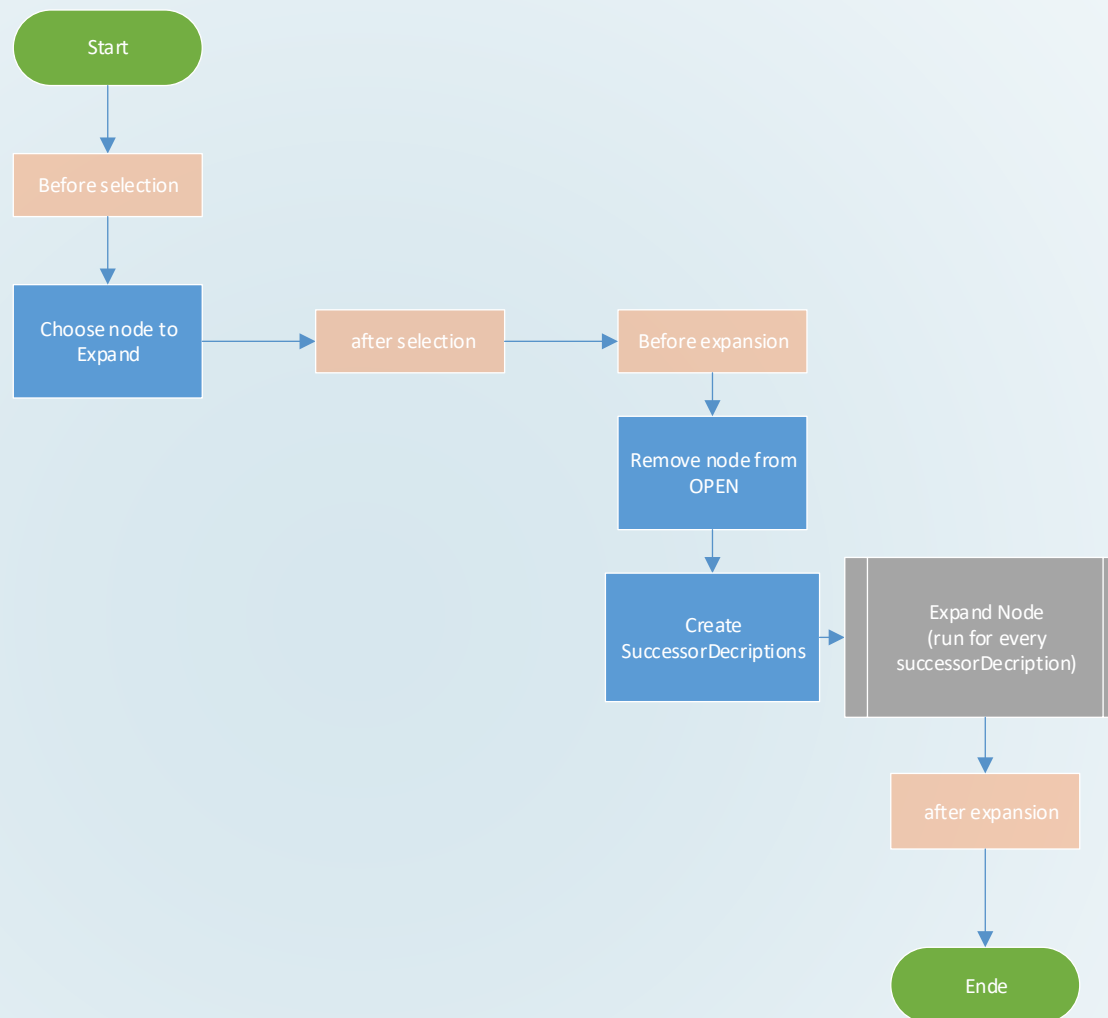 Start
Before selection
Choose node to
Expand
after selection
Before expansion
Remove node from
OPEN
Create
SuccessorDecriptions
Expand Node
(run for every
successorDecription)
after expansion
Ende